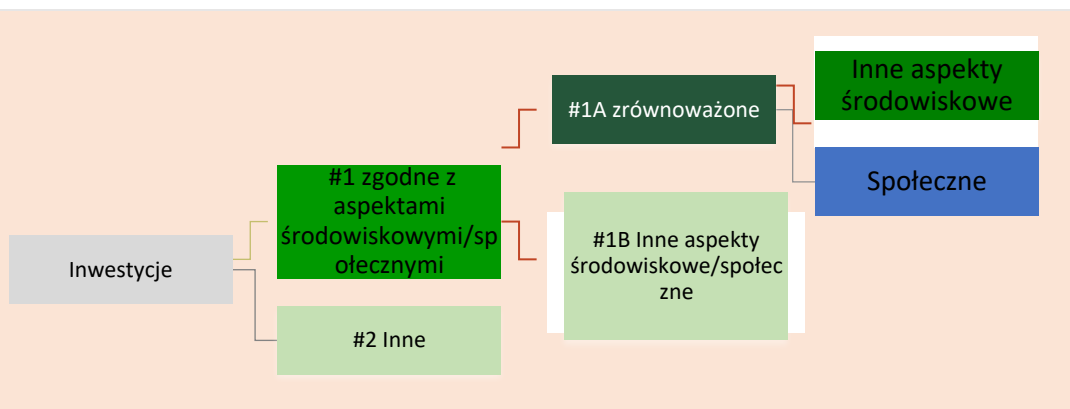 Inwestycje
#1 zgodne z
aspektami
środowiskowymi/sp
ołecznymi
#2 Inne
#1A zrównoważone
#1B Inne aspekty
środowiskowe/społec
zne
Inne aspekty
środowiskowe
Społeczne